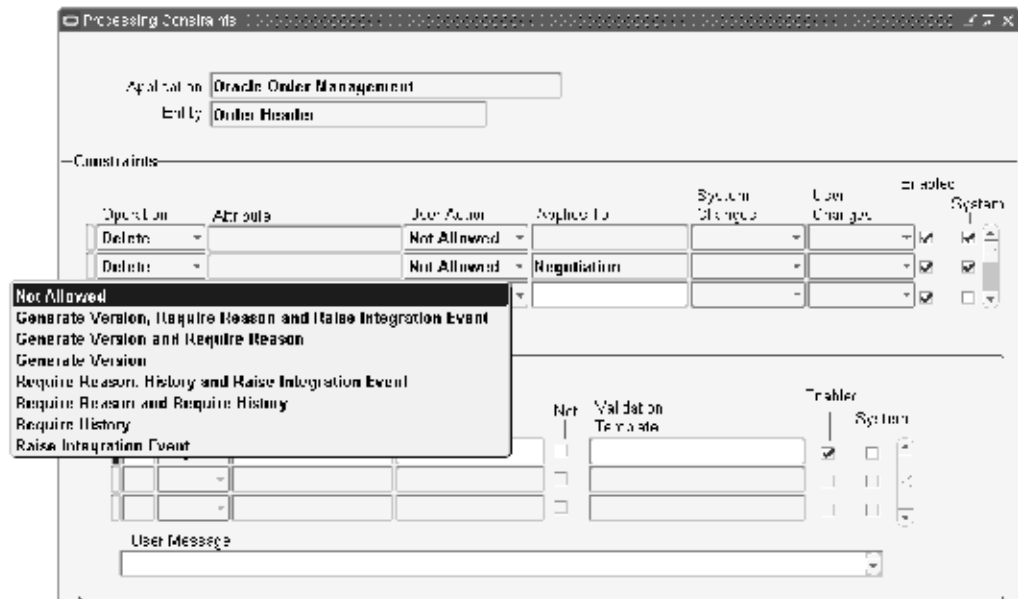 Processing Constraints
Application Oracle Order Management
Entity Order Header
Constraints
Enabled
System User System
Operation Attribute User Action Applies To Changes Changes
Delete Not Allowed
Delete Not Allowed Negotiation
Not Allowed
Generate Version, Require Reason and Raise Integration Event
Generate Version and Require Reason
Generate Version
Require Reason, History and Raise Integration Event
Require Reason and Require History
Require History
Raise Integration Event
Enabled
Not Validation System
Template
User Message